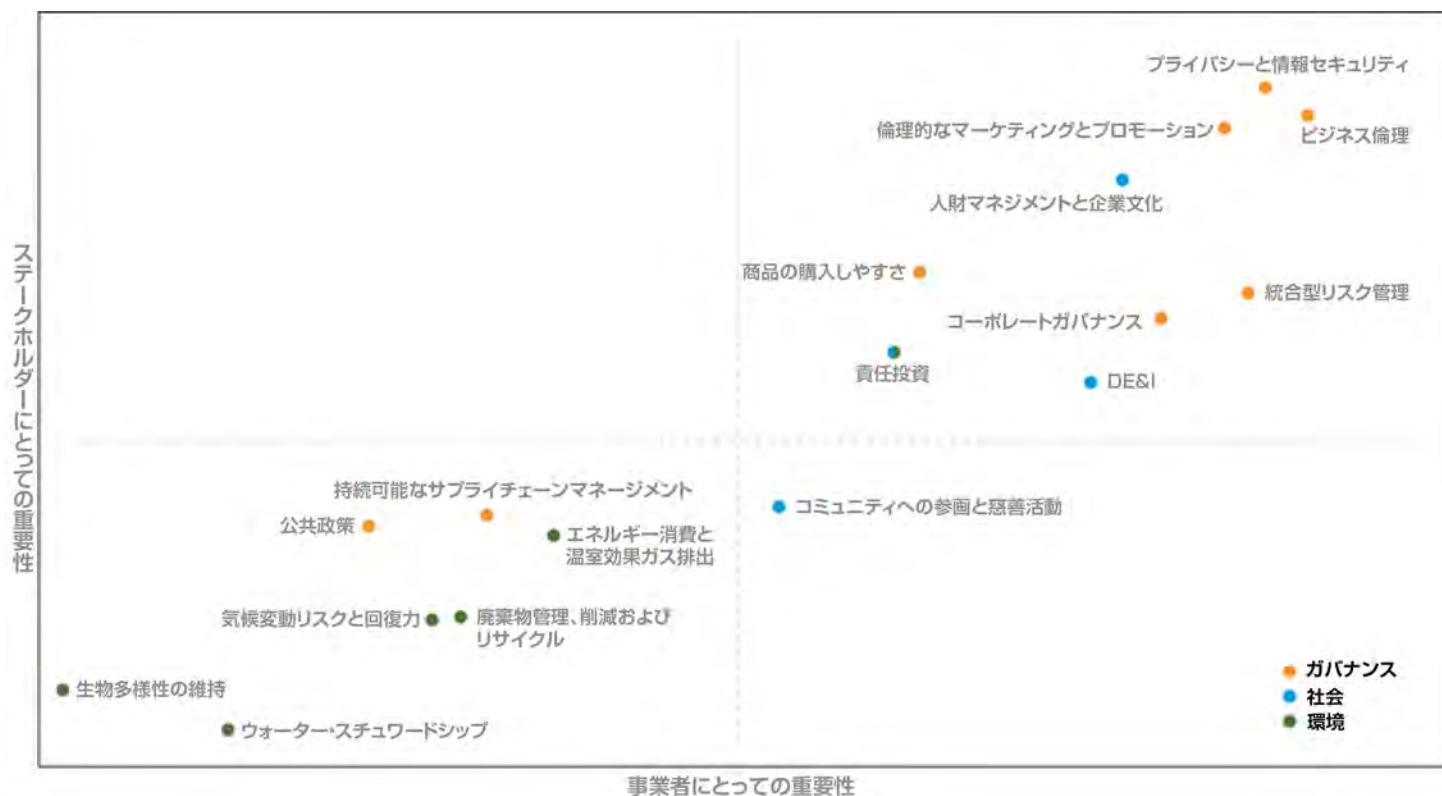 プライバシーと情報セキュリティ
倫理的なマーケティングとプロモーション
ビジネス倫理
人財マネジメントと企業文化
商品の購入しやすさ
統合型リスク管理
コーポレートガバナンス
責任投資
DE&I
ステークホルダーにとっての重要性
持続可能なサプライチェーンマネージメント
コミュニティへの参画と慈善活動
公共政策
エネルギー消費と
温室効果ガス排出
気候変動リスクと回復力
廃棄物管理、削減および
リサイクル
生物多様性の維持
ウォーター・スチュワードシップ
ガバナンス
社会
環境
事業者にとっての重要性